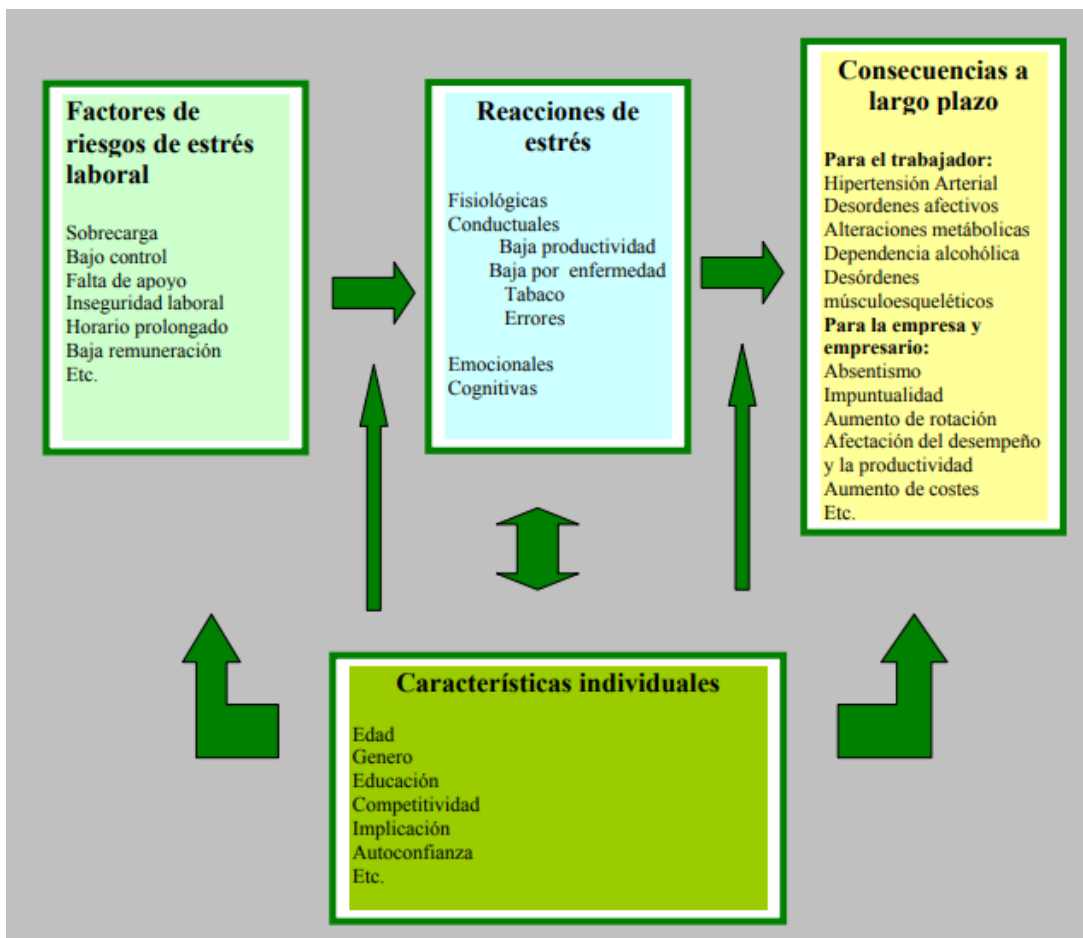 Factores de
riesgos de estrés
laboral
Sobrecarga
Bajo control
Falta de apoyo
Inseguridad laboral
Horario prolongado
Baja remuneración
Etc.
Reacciones de
estrés
Fisiológicas
Conductuales
Baja productividad
Baja por enfermedad
Tabaco
Errores
Emocionales
Cognitivas
Consecuencias a
largo plazo
Para el trabajador:
Hipertensión Arterial
Desordenes afectivos
Alteraciones metábolicas
Dependencia alcohólica
Desórdenes
músculoesqueléticos
Para la empresa y
empresario:
Absentismo
Impuntualidad
Aumento de rotación
Afectación del desempeño
y la productividad
Aumento de costes
Etc.
Características individuales
Edad
Genero
Educación
Competitividad
Implicación
Autoconfianza
Etc.